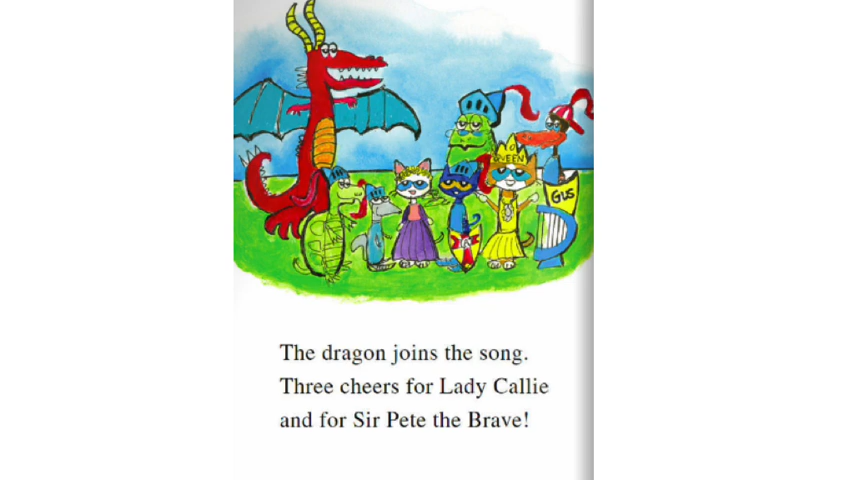 QUEEN
GUS
The dragon joins the song.
Three cheers for Lady Callie
and for Sir Pete the Brave!